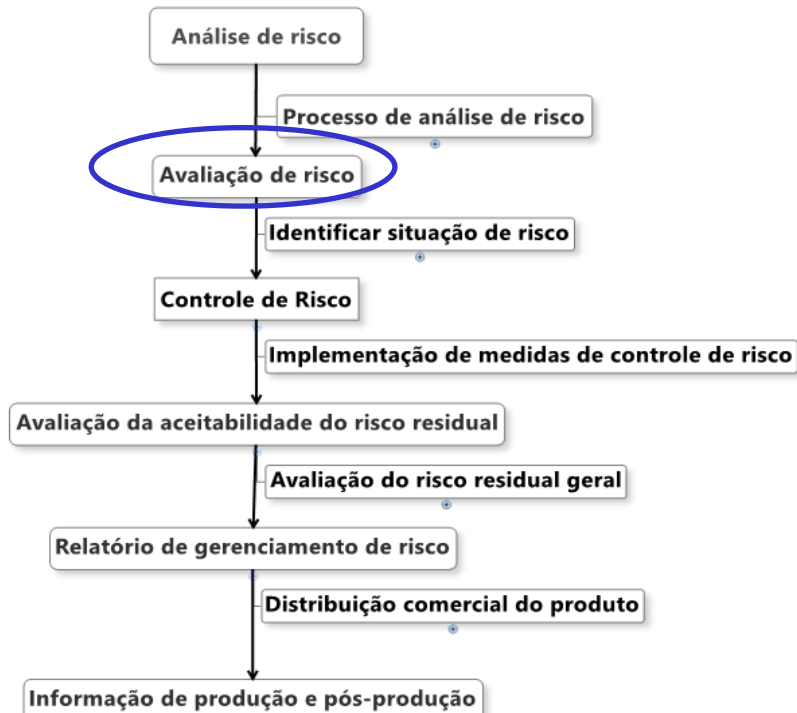 Análise de risco
Processo de análise de risco
Avaliação de risco
Identificar situação de risco
Controle de Risco
Implementação de medidas de controle de risco
Avaliação da aceitabilidade do risco residual
Avaliação do risco residual geral
Relatório de gerenciamento de risco
Distribuição comercial do produto
Informação de produção e pós-produção